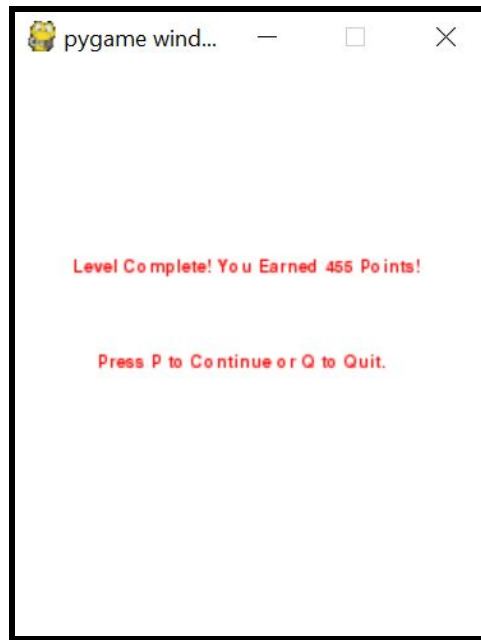 pygame wind...
Level Complete! You Earned 455 Points!
Press P to Continue or Q to Quit.